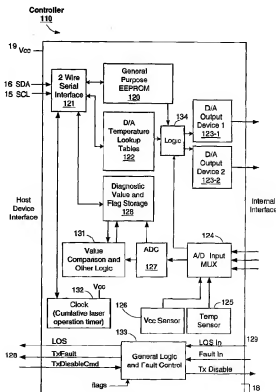 Controller
110
19 Vcc
16 SDA
15 SCL
2 Wire
Serial
Interface
121
General
Purpose
EEPROM
120
D/A
Temperature
Lookup
Tables
122
134
Logic
D/A
Output
Device 1
123-1
D/A
Output
Device 2
123-2
Host
Device
Interface
Internal
Interface
Diagnostic
Value and
Flag Storage
128
131
Value
Comparison and
Other Logic
ADC
127
124
A/D Input
MUX
132
Vcc
Clock
(Cumlative laser
operation timer)
126
Vcc Sensor
125
Temp
Sensor
133
LOS
128
TxFault
TxDisableCmd
General Logic
and Fault Control
LOS In
129
Fault In
Tx Disable
flags
18